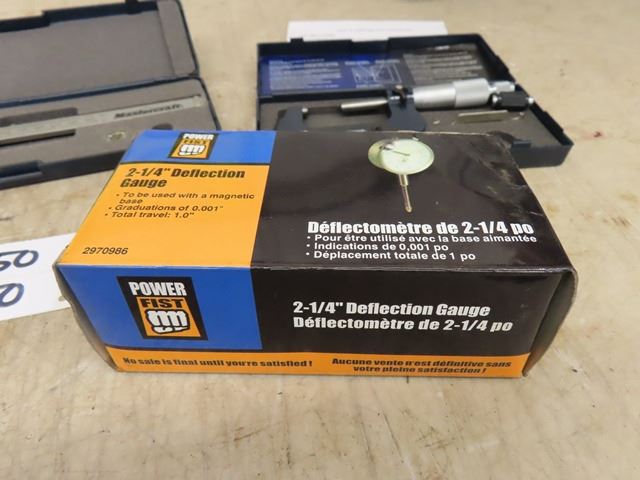 Mastercraft
POWER
FIST
2-1/4" Deflection
Gauge
• To be used with a magnetic
base
• Graduations of 0.001"
• Total travel: 1.0"
2970986
Déflectomètre de 2-1/4 po
• Pour être utilisé avec la base aimantée
• Indications de 0,001 po
• Déplacement totale de 1 po
POWER
FIST
2-1/4" Deflection Gauge
Déflectomètre de 2-1/4 po
No sale is final until you're satisfied !
Aucune vente n'est définitive sans
votre pleine satisfaction !